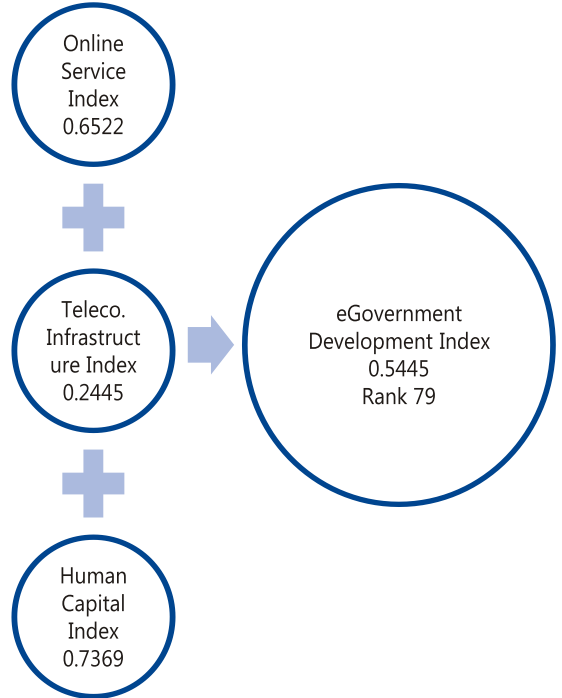 Online
Service
Index
0.6522
Teleco.
Infrastruct
ure Index
0.2445
Human
Capital
Index
0.7369
eGovernment
Development Index
0.5445
Rank 79